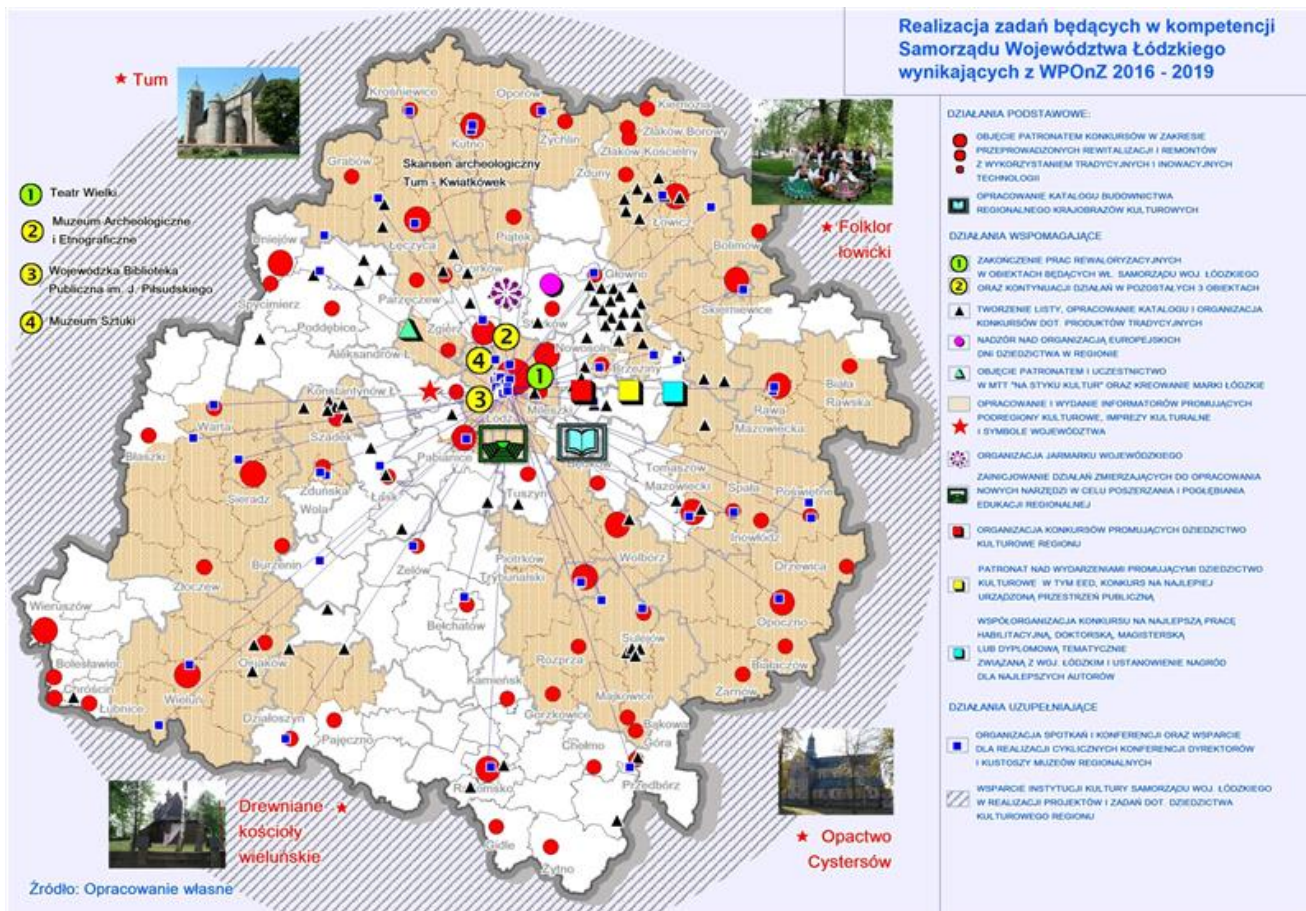 Realizacja zadań będących w kompetencji
Samorządu Województwa Łódzkiego
wynikających z WPOnZ 2016 - 2019
DZIAŁANIA PODSTAWOWE:
OBJĘCIE PATRONATEM KONKURSÓW W ZAKRESIE
PRZEPROWADZONYCH REWITALIZACJI I REMONTÓW
Z WYKORZYSTANIEM TRADYCYJNYCH I INOWACYJNYCH
TECHNOLOGII
OPRACOWANIE KATALOGU BUDOWNICTWA
REGIONALNEGO KRAJOBRAZÓW KULTUROWYCH
DZIAŁANIA WSPOMAGAJĄCE
1
ZAKOŃCZENIE PRAC REWALORYZACYJNYCH
W OBIEKTACH BĘDĄCYCH WŁ. SAMORZĄDU WOJ. ŁÓDZKIEGO
2
ORAZ KONTYNUACJI DZIAŁAŃ W POZOSTAŁYCH 3 OBIEKTACH
TWORZENIE LISTY, OPRACOWANIE KATALOGU I ORGANIZACJA
KONKURSÓW DOT. PRODUKTÓW TRADYCYJNYCH
NADZÓR NAD ORGANIZACJĄ EUROPEJSKICH
DNI DZIEDZICTWA W REGIONIE
OBJĘCIE PATRONATEM I UCZESTNICTWO
W MTT "NA STYKU KULTUR" ORAZ KREOWANIE MARKI ŁÓDZKIE
OPRACOWANIE I WYDANIE INFORMATORÓW PROMUJĄCYCH
PODREGIONY KULTUROWE, IMPREZY KULTURALNE
I SYMBOLE WOJEWÓDZTWA
ORGANIZACJA JARMARKU WOJEWÓDZKIEGO
ZAINICJOWANIE DZIAŁAŃ ZMIERZAJĄCYCH DO OPRACOWANIA
NOWYCH NARZĘDZI W CELU POSZERZANIA I POGŁĘBIANIA
EDUKACJI REGIONALNEJ
ORGANIZACJA KONKURSÓW PROMUJĄCYCH DZIEDZICTWO
KULTUROWE REGIONU
PATRONAT NAD WYDARZENIAMI PROMUJĄCYMI DZIEDZICTWO
KULTUROWE W TYM EED, KONKURS NA NAJLEPIEJ
URZĄDZONĄ PRZESTRZEŃ PUBLICZNĄ
WSPÓŁORGANIZACJA KONKURSU NA NAJLEPSZĄ PRACĘ
HABILITACYJNĄ, DOKTORSKĄ, MAGISTERSKĄ
LUB DYPLOMOWĄ TEMATYCZNIE
ZWIĄZANĄ Z WOJ. ŁÓDZKIM I USTANOWIENIE NAGRÓD
DLA NAJLEPSZYCH AUTORÓW
DZIAŁANIA UZUPEŁNIAJĄCE
ORGANIZACJA SPOTKAŃ I KONFERENCJI ORAZ WSPARCIE
DLA REALIZACJI CYKLICZNYCH KONFERENCJI DYREKTORÓW
I KUSTOSZY MUZEÓW REGIONALNYCH
WSPARCIE INSTYTUCJI KULTURY SAMORZĄDU WOJ. ŁÓDZKIEGO
W REALIZACJI PROJEKTÓW I ZADAŃ DOT. DZIEDZICTWA
KULTUROWEGO REGIONU
Tum
1 Teatr Wielki
2 Muzeum Archeologiczne
i Etnograficzne
3 Wojewódzka Biblioteka
Publiczna im. J. Piłsudskiego
4 Muzeum Sztuki
Folklor
łowicki
Skansen archeologiczny
Tum - Kwiatkówek
Krośniewice
Oporów
Kiernozia
Żychlin
Złaków Borowy
Kutno
Złaków Kościelny
Grabów
Zduny
Łowicz
Łęczyca
Piątek
Bolimów
Uniejów
Głowno
Spycimierz
Parzęczew
Skierniewice
Poddębice
Zgierz
Aleksandrów Ł
Nowosolna
Brzeziny
2
4
1
3
Konstantynów Ł
Mileszki
Łódź
Biała
Rawska
Rawa
Mazowiecka
Warta
Szadek
Błaszki
Pabianice
Sieradz
Zduńska
Wola
Łask
Tuszyn
Tomaszów
Mazowiecki
Spała
Poświętne
Inowłódz
Wolbórz
Burzenin
Zelów
Piotrków
Trybunalski
Drzewica
Złoczew
Wieruszów
Bełchatów
Opoczno
Sulejów
Bolesławiec
Chróścin
Łubnice
Wieluń
Ożarków
Rozprza
Białaczów
Żarnów
Kamieńsk
Majkowice
Gorzkowice
Działoszyn
Pajęczno
Bąkowa
Góra
Chełmo
Radomsko
Przedbórz
Gidle
Żytno
Drewniane
kościoły
wieluńskie
Opactwo
Cystersów
Źródło: Opracowanie własne